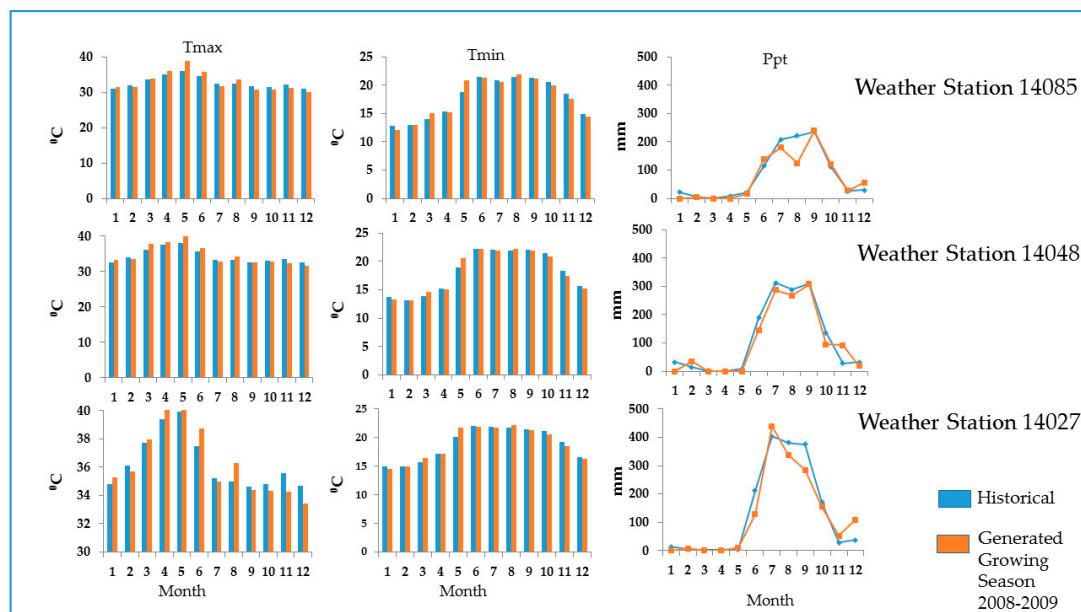 Tmax
Tmin
Ppt
Weather Station 14085
⁰C
40
30
20
10
0
1 2 3 4 5 6 7 8 9 10 11 12
⁰C
25
20
15
10
5
0
1 2 3 4 5 6 7 8 9 10 11 12
mm
500
400
300
200
100
0
1 2 3 4 5 6 7 8 9 10 11 12
Weather Station 14048
⁰C
40
30
20
10
0
1 2 3 4 5 6 7 8 9 10 11 12
⁰C
25
20
15
10
5
0
1 2 3 4 5 6 7 8 9 10 11 12
mm
500
400
300
200
100
0
1 2 3 4 5 6 7 8 9 10 11 12
Weather Station 14027
⁰C
40
38
36
34
32
30
1 2 3 4 5 6 7 8 9 10 11 12
Month
⁰C
25
20
15
10
5
0
1 2 3 4 5 6 7 8 9 10 11 12
Month
mm
500
400
300
200
100
0
1 2 3 4 5 6 7 8 9 10 11 12
Month
Historical
Generated
Growing
Season
2008-2009